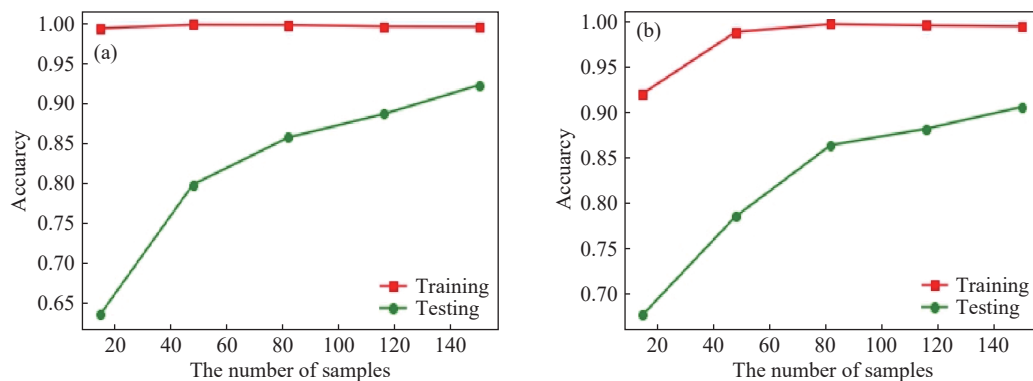 (a)
Accuarcy
1.00
0.95
0.90
0.85
0.80
0.75
0.70
0.65
Training
Testing
20 40 60 80 100 120 140
The number of samples
(b)
Accuarcy
1.00
0.95
0.90
0.85
0.80
0.75
0.70
Training
Testing
20 40 60 80 100 120 140
The number of samples